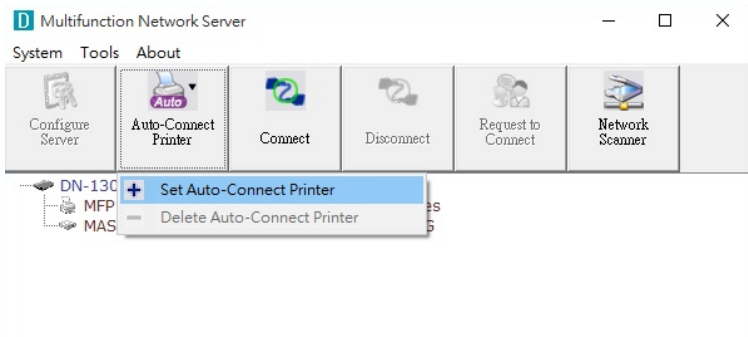 D Multifunction Network Server
System Tools About
Configure
Server
Auto
Auto-Connect
Printer
Connect
Disconnect
Request to
Connect
Network
Scanner
DN-130
Set Auto-Connect Printer
MFP
Delete Auto-Connect Printer
MAS